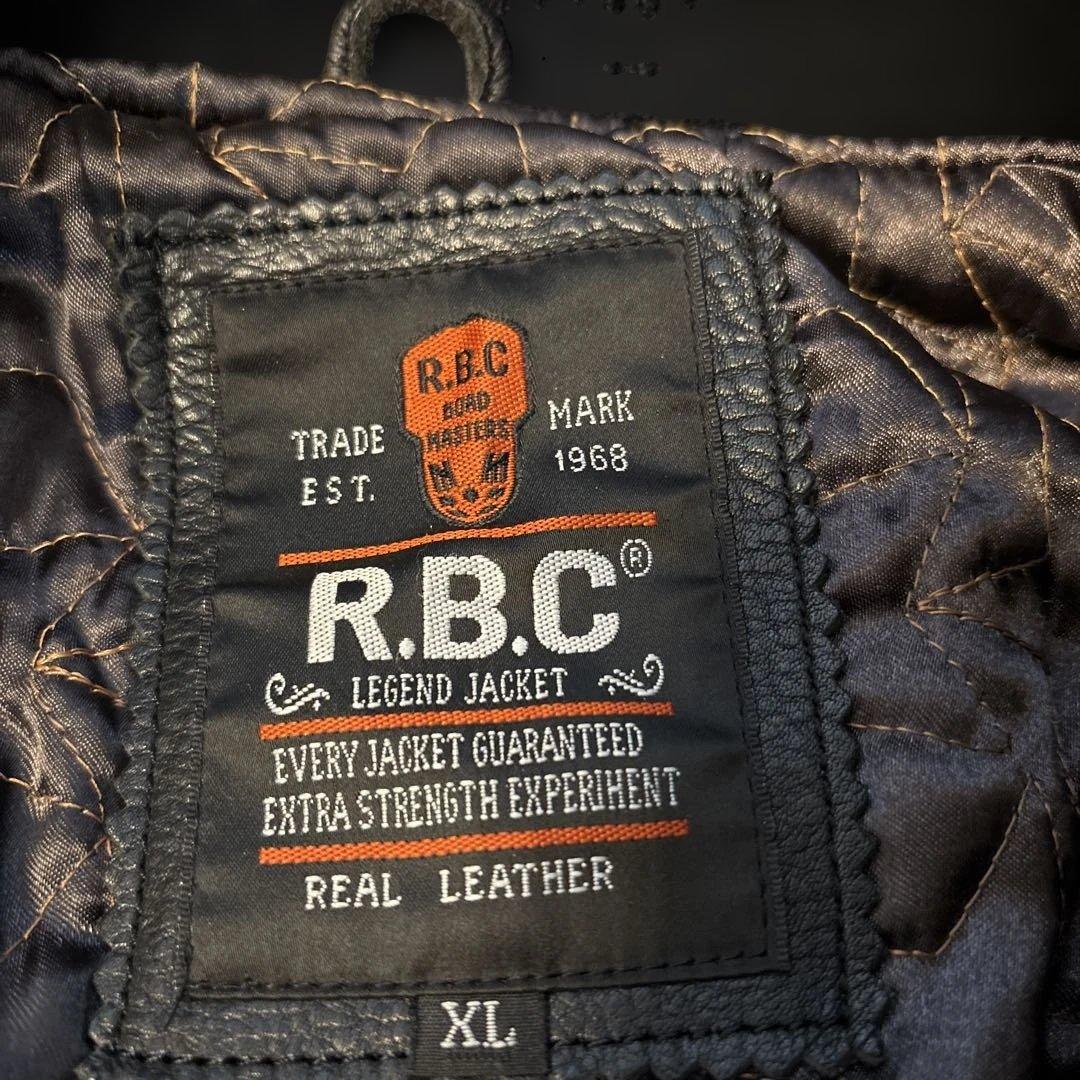 R.B.C
ROAD
MASTERS
TRADE MARK
EST. 1968
R.B.C®
LEGEND JACKET
EVERY JACKET GUARANTEED
EXTRA STRENGTH EXPERIHENT
REAL LEATHER
XL